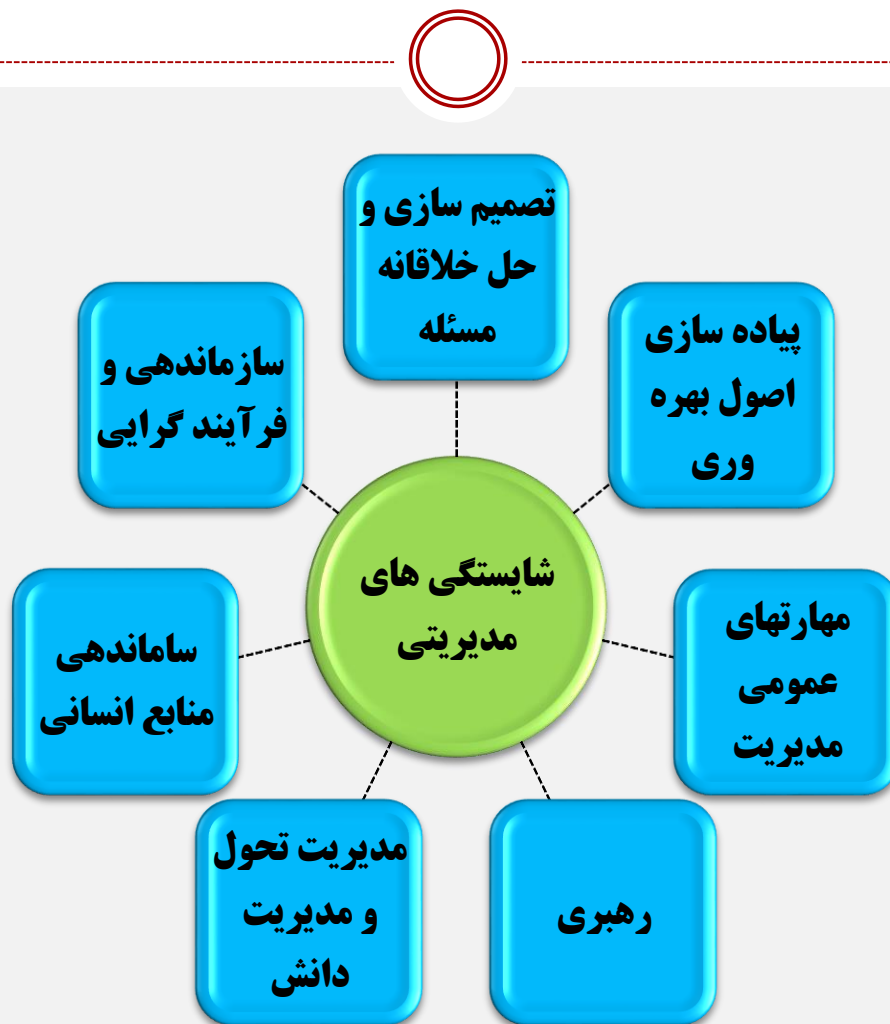 تصمیم سازی و
حل خلاقانه
مسئله
پیاده سازی
اصول بهره
وری
سازماندهی و
فرآیند گرایی
شایستگی های
مدیریتی
مهارتهای
عمومی
مدیریت
ساماندهی
منابع انسانی
رهبری
مدیریت تحول
و مدیریت
دانش